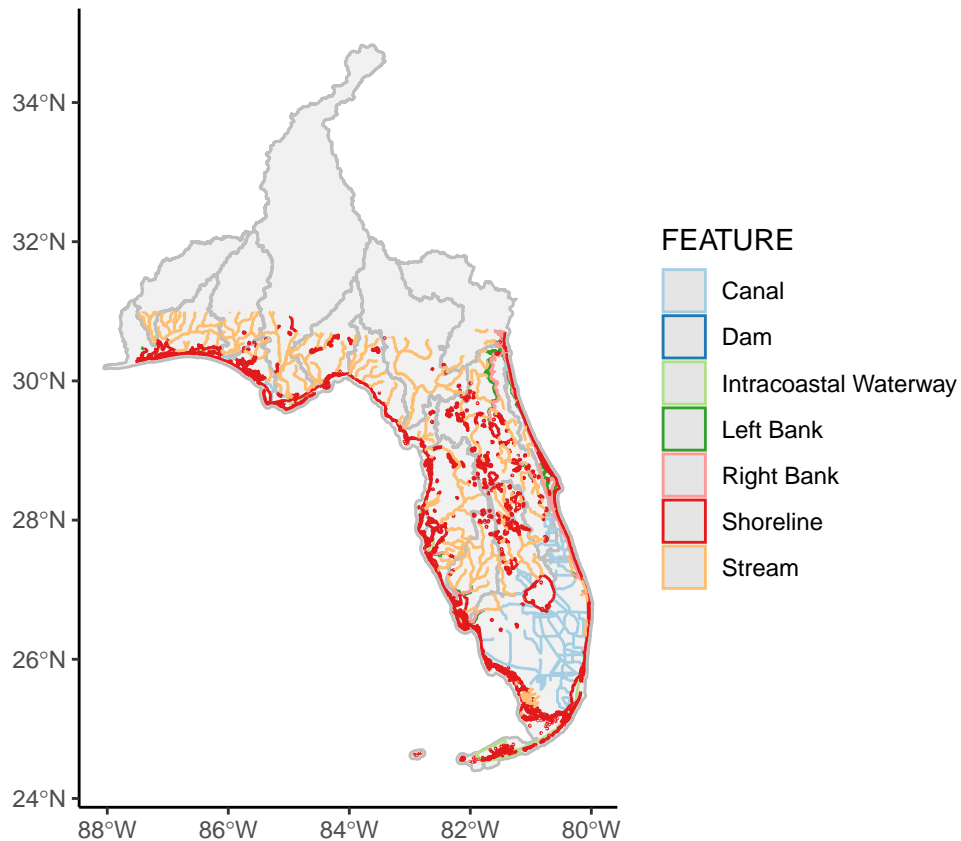 34°N
32°N
30°N
28°N
26°N
24°N
88°W 86°W 84°W 82°W 80°W
FEATURE
Canal
Dam
Intracoastal Waterway
Left Bank
Right Bank
Shoreline
Stream